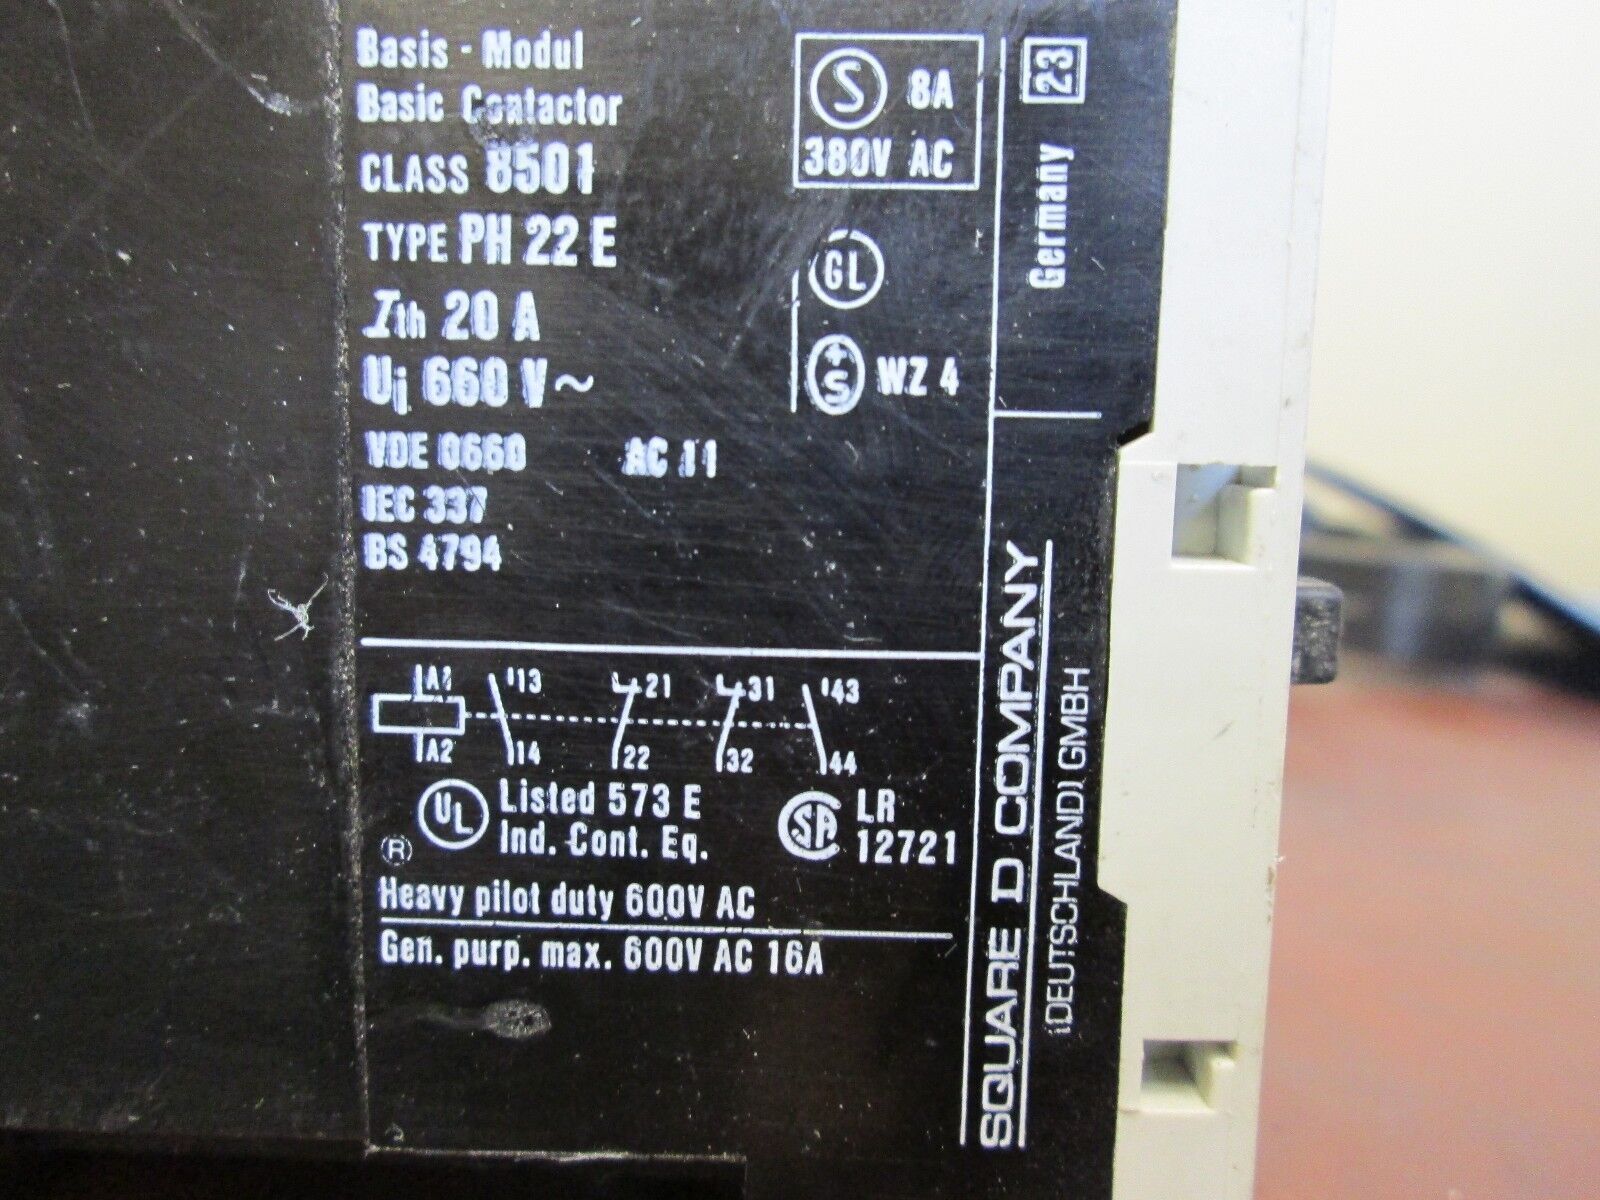 Basis - Modul
Basic Contactor
CLASS 8501
TYPE PH 22 E
Ith 20 A
Ui 660 V~
VDE 0660 AC 11
IEC 337
BS 4794
S 8A
380V AC
GL
+S WZ 4
23
Germany
SQUARE D COMPANY
(DEUTSCHLAND) GMBH
A1 13 21 31 43
A2 14 22 32 44
UL Listed 573 E
Ind. Cont. Eq.
®
SA LR
12721
Heavy pilot duty 600V AC
Gen. purp. max. 600V AC 16A